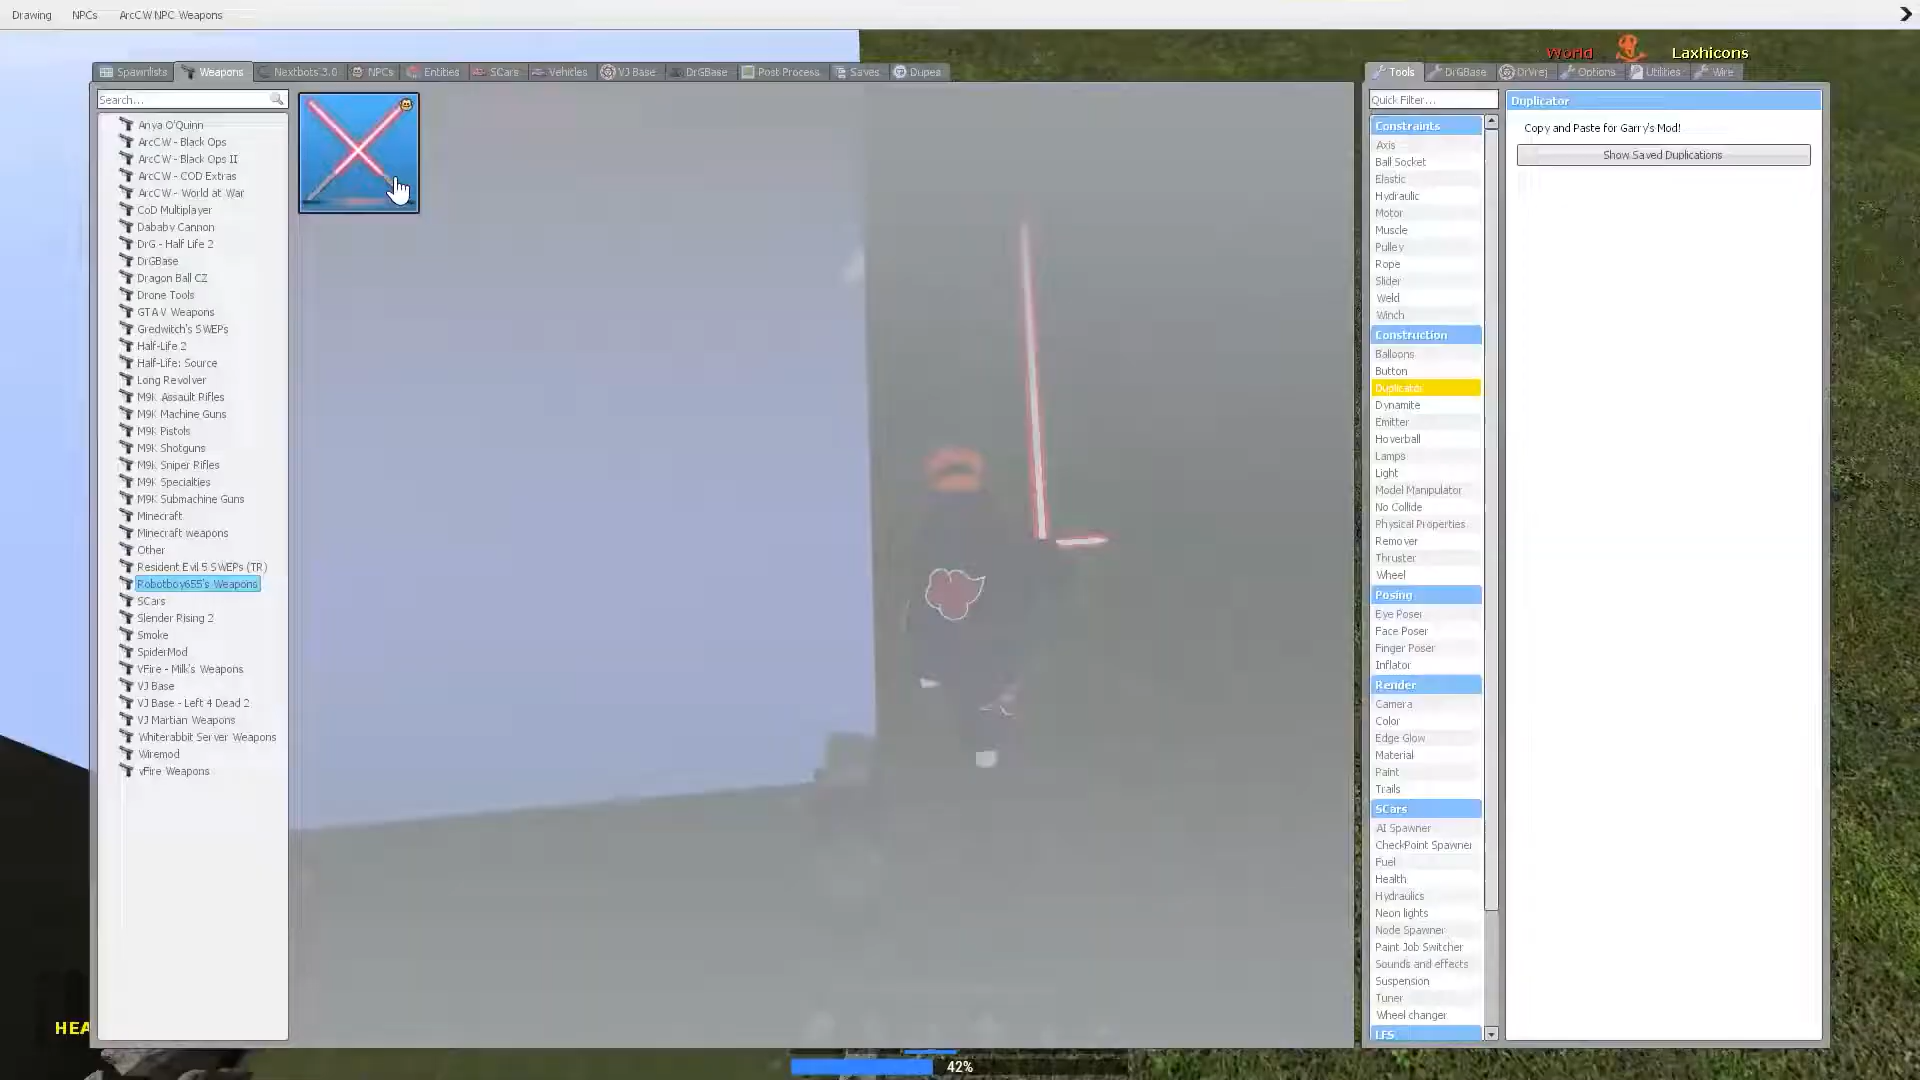 Drawing NPCs ArcCW NPC Weapons
World Laxhicons
Spawnlists Weapons Nextbots 3.0 NPCs Entities SCars Vehicles VJ Base DrGBase Post Process Saves Dupes
Search...
Anya O'Quinn
ArcCW - Black Ops
ArcCW - Black Ops II
ArcCW - COD Extras
ArcCW - World at War
CoD Multiplayer
Dababy Cannon
DrG - Half Life 2
DrGBase
Dragon Ball CZ
Drone Tools
GTA V Weapons
Gredwitch's SWEPs
Half-Life 2
Half-Life: Source
Long Revolver
M9K Assault Rifles
M9K Machine Guns
M9K Pistols
M9K Shotguns
M9K Sniper Rifles
M9K Specialties
M9K Submachine Guns
Minecraft
Minecraft weapons
Other
Resident Evil 5 SWEPs (TR)
Robotboy655's Weapons
SCars
Slender Rising 2
Smoke
SpiderMod
VFire - Milk's Weapons
VJ Base
VJ Base - Left 4 Dead 2
VJ Martian Weapons
Whiterabbit Server Weapons
Wiremod
vFire Weapons
HEA
42%
Tools DrGBase DrVrej Options Utilities Wire
Quick Filter...
Constraints
Axis
Ball Socket
Elastic
Hydraulic
Motor
Muscle
Pulley
Rope
Slider
Weld
Winch
Construction
Balloons
Button
Duplicator
Dynamite
Emitter
Hoverball
Lamps
Light
Model Manipulator
No Collide
Physical Properties
Remover
Thruster
Wheel
Posing
Eye Poser
Face Poser
Finger Poser
Inflator
Render
Camera
Color
Edge Glow
Material
Paint
Trails
SCars
AI Spawner
CheckPoint Spawner
Fuel
Health
Hydraulics
Neon lights
Node Spawner
Paint Job Switcher
Sounds and effects
Suspension
Tuner
Wheel changer
LFS
Duplicator
Copy and Paste for Garry's Mod!
Show Saved Duplications